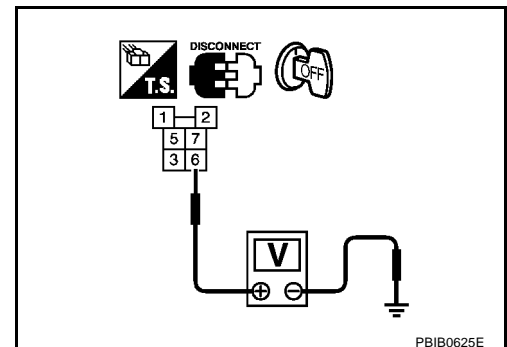 DISCONNECT
T.S.
OFF
1 2
5 7
3 6
V
+ −
PBIB0625E